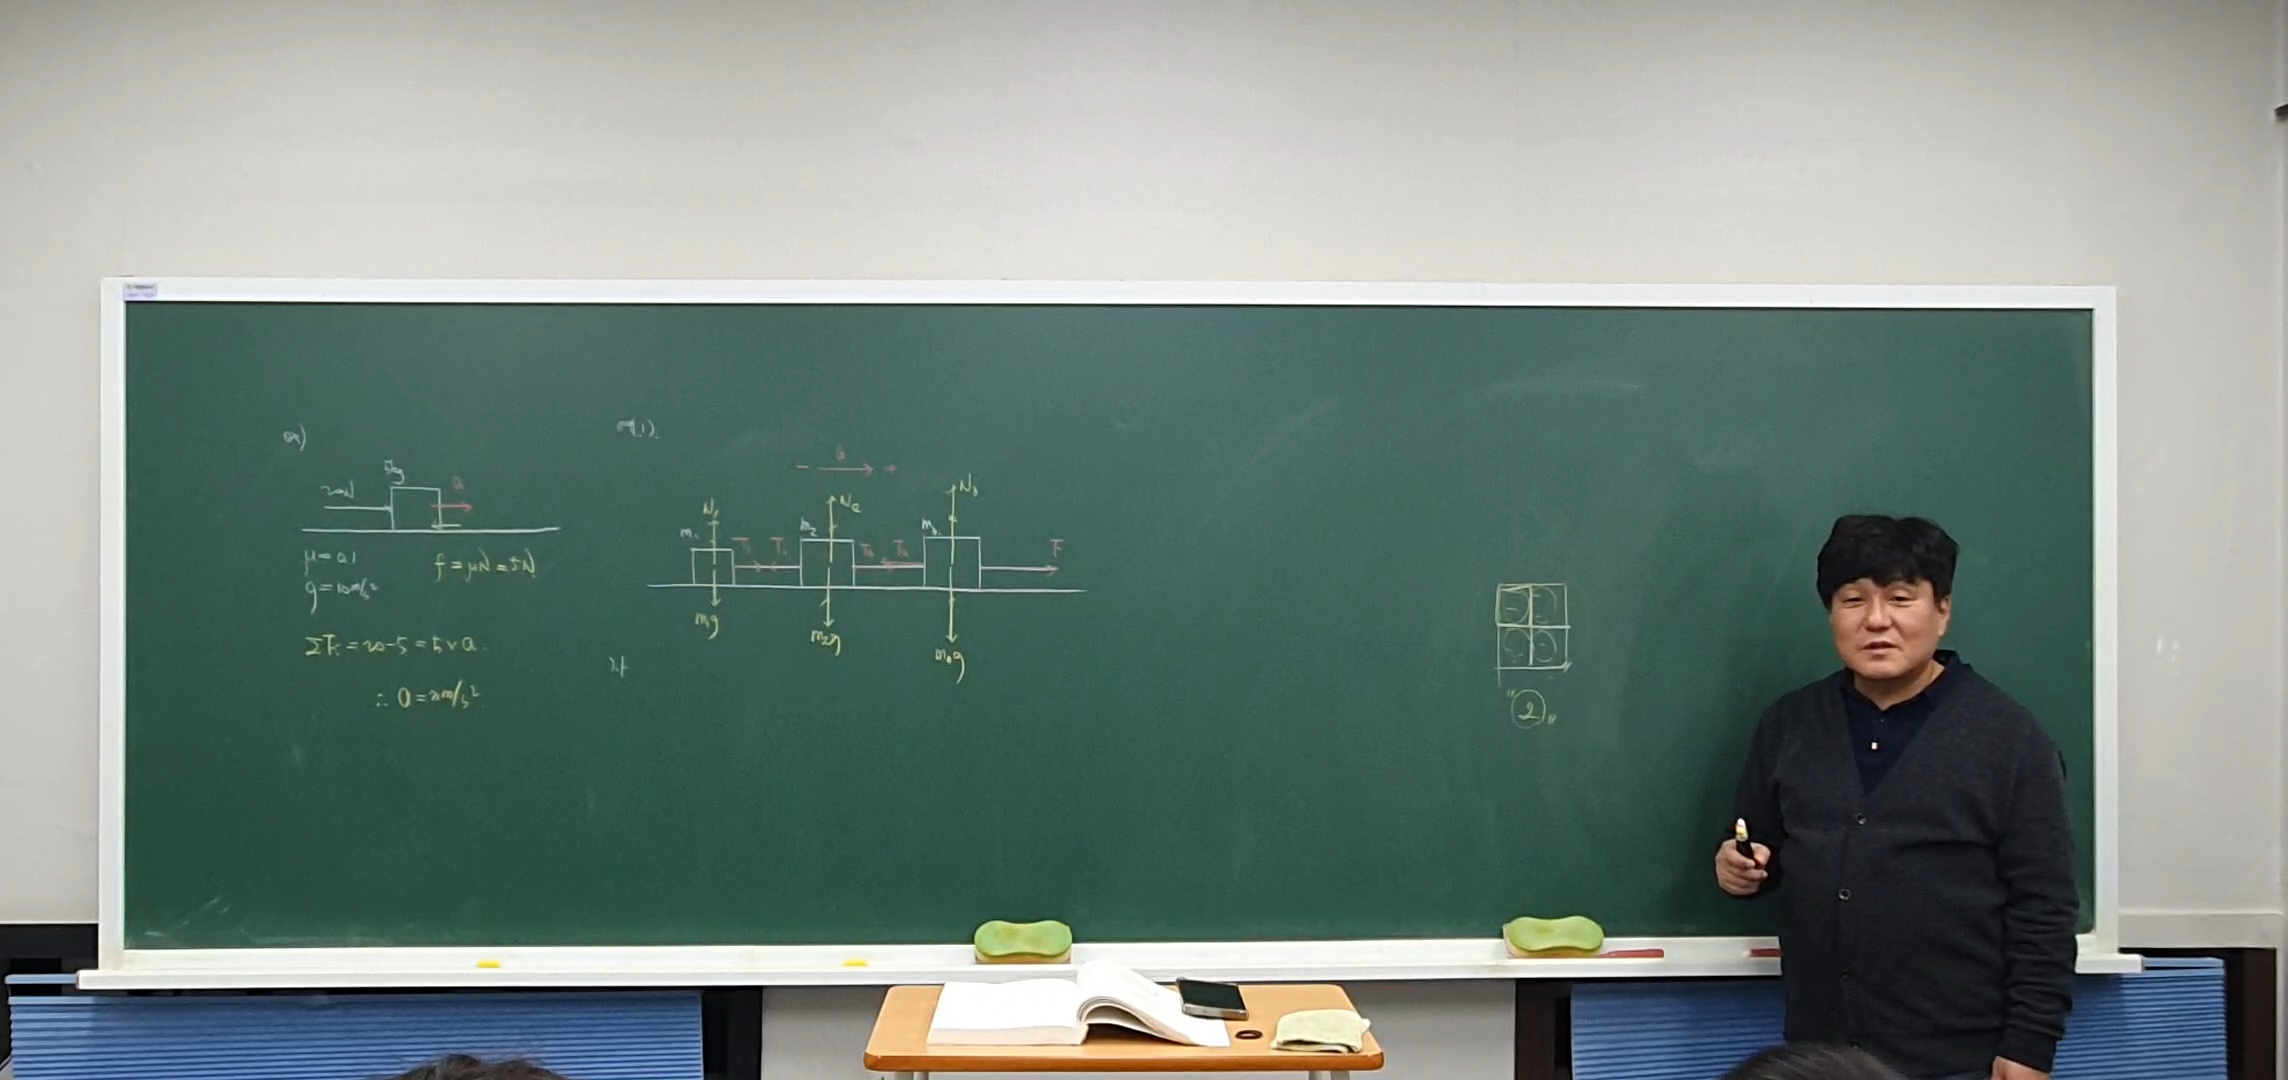 예)
5kg
20N
a
μ=0.1
f=μN=5N
g=10m/s²
ΣFᵢ=20-5=5×a.
∴ a=3m/s²
예1).
a
- +
N₁
N₂
N₃
m₁
m₂
m₃
T₁ T₁ T₂ T₂ F
m₁g
m₂g
m₃g
"②"